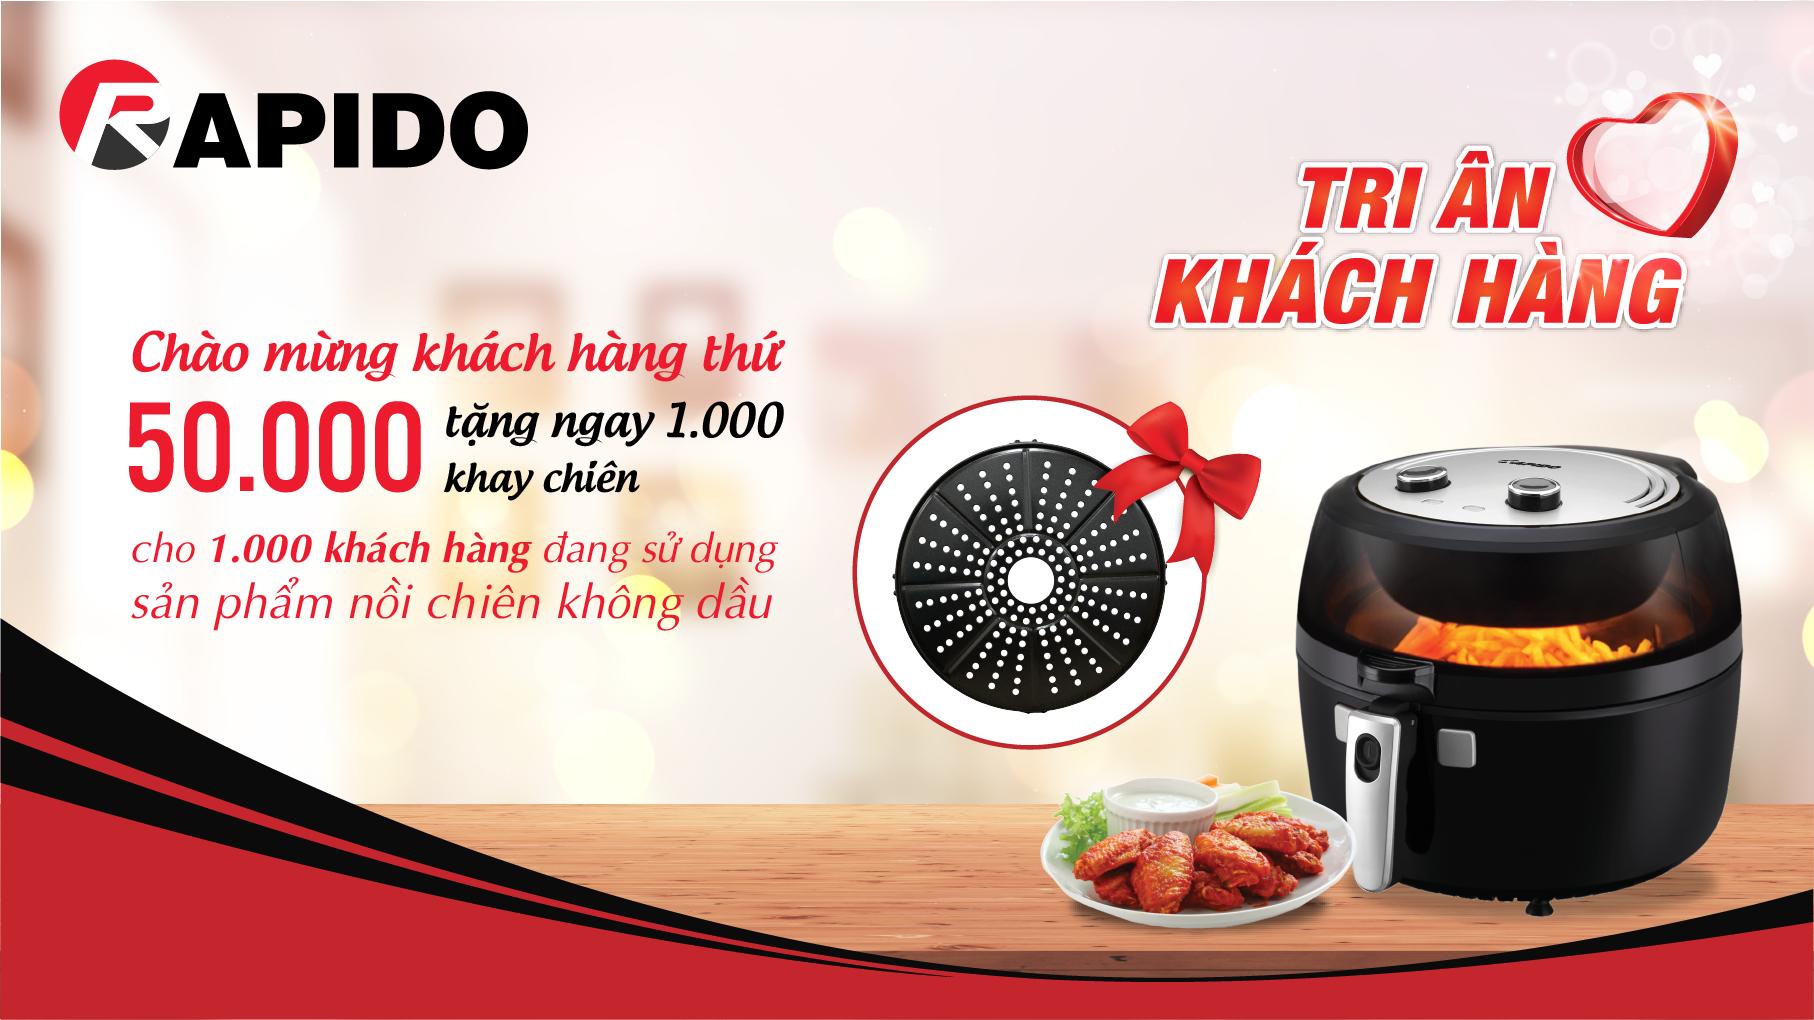 RAPIDO
TRI ÂN
KHÁCH HÀNG
Chào mừng khách hàng thứ
50.000
tặng ngay 1.000
khay chiên
cho 1.000 khách hàng đang sử dụng
sản phẩm nồi chiên không dầu
RAPIDO